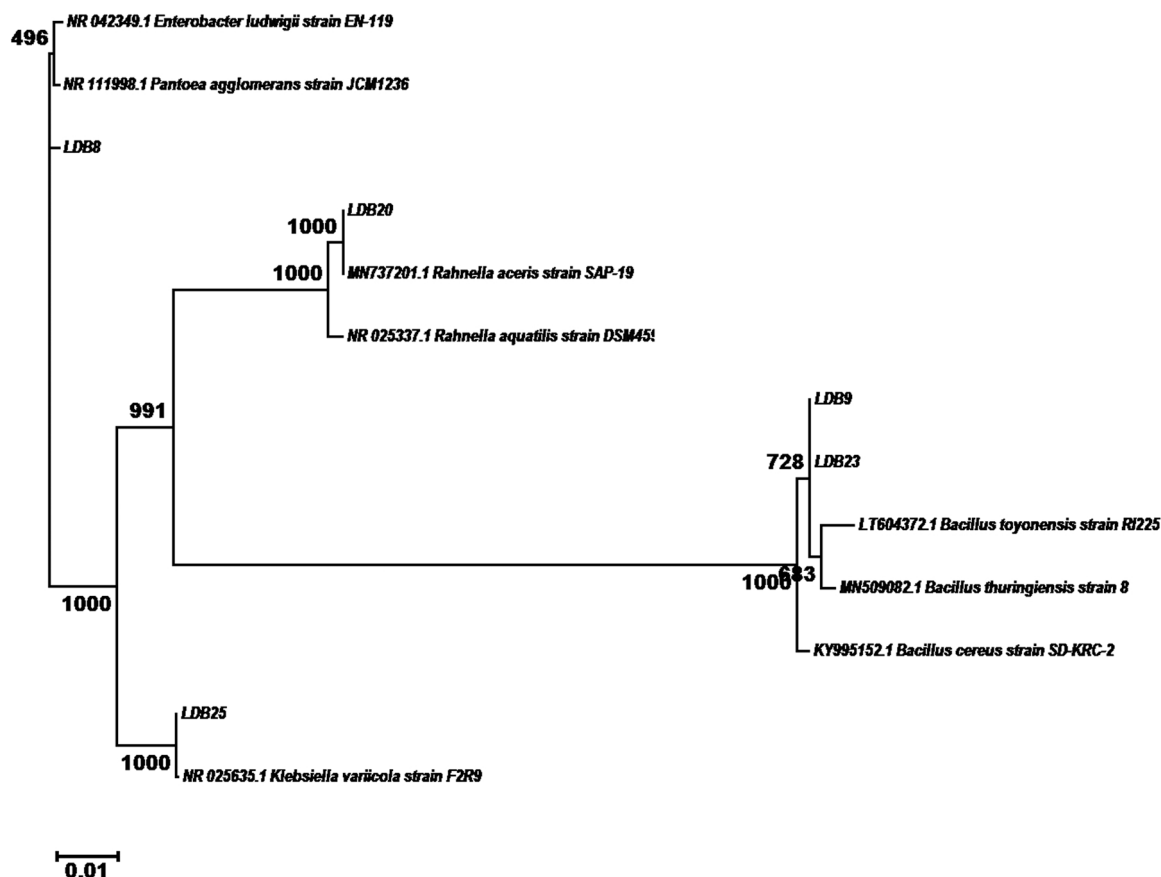 NR 042349.1 Enterobacter ludwigii strain EN-119
496
NR 111998.1 Pantoea agglomerans strain JCM1236
LDB8
LDB20
1000
1000
MN737201.1 Rahnella aceris strain SAP-19
NR 025337.1 Rahnella aquatilis strain DSM459
LDB9
991
728
LDB23
LT604372.1 Bacillus toyonensis strain RI225
683
1000
MN509082.1 Bacillus thuringiensis strain 8
1000
KY995152.1 Bacillus cereus strain SD-KRC-2
LDB25
1000
NR 025635.1 Klebsiella variicola strain F2R9
0.01